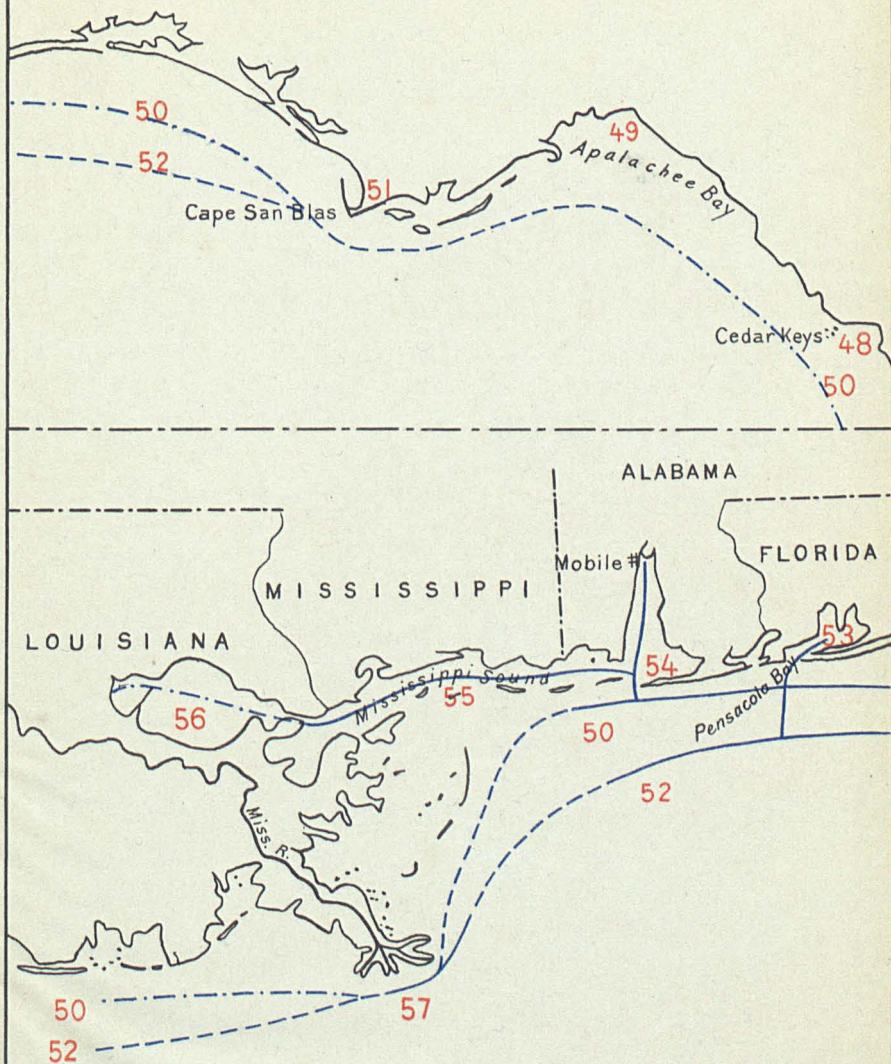 50
52
51
49
Apalachee Bay
Cape San Blas
Cedar Keys
48
50
ALABAMA
Mobile
FLORIDA
MISSISSIPPI
LOUISIANA
53
54
Mississippi Sound
55
56
Pensacola Bay
50
52
Miss. R.
50
57
52